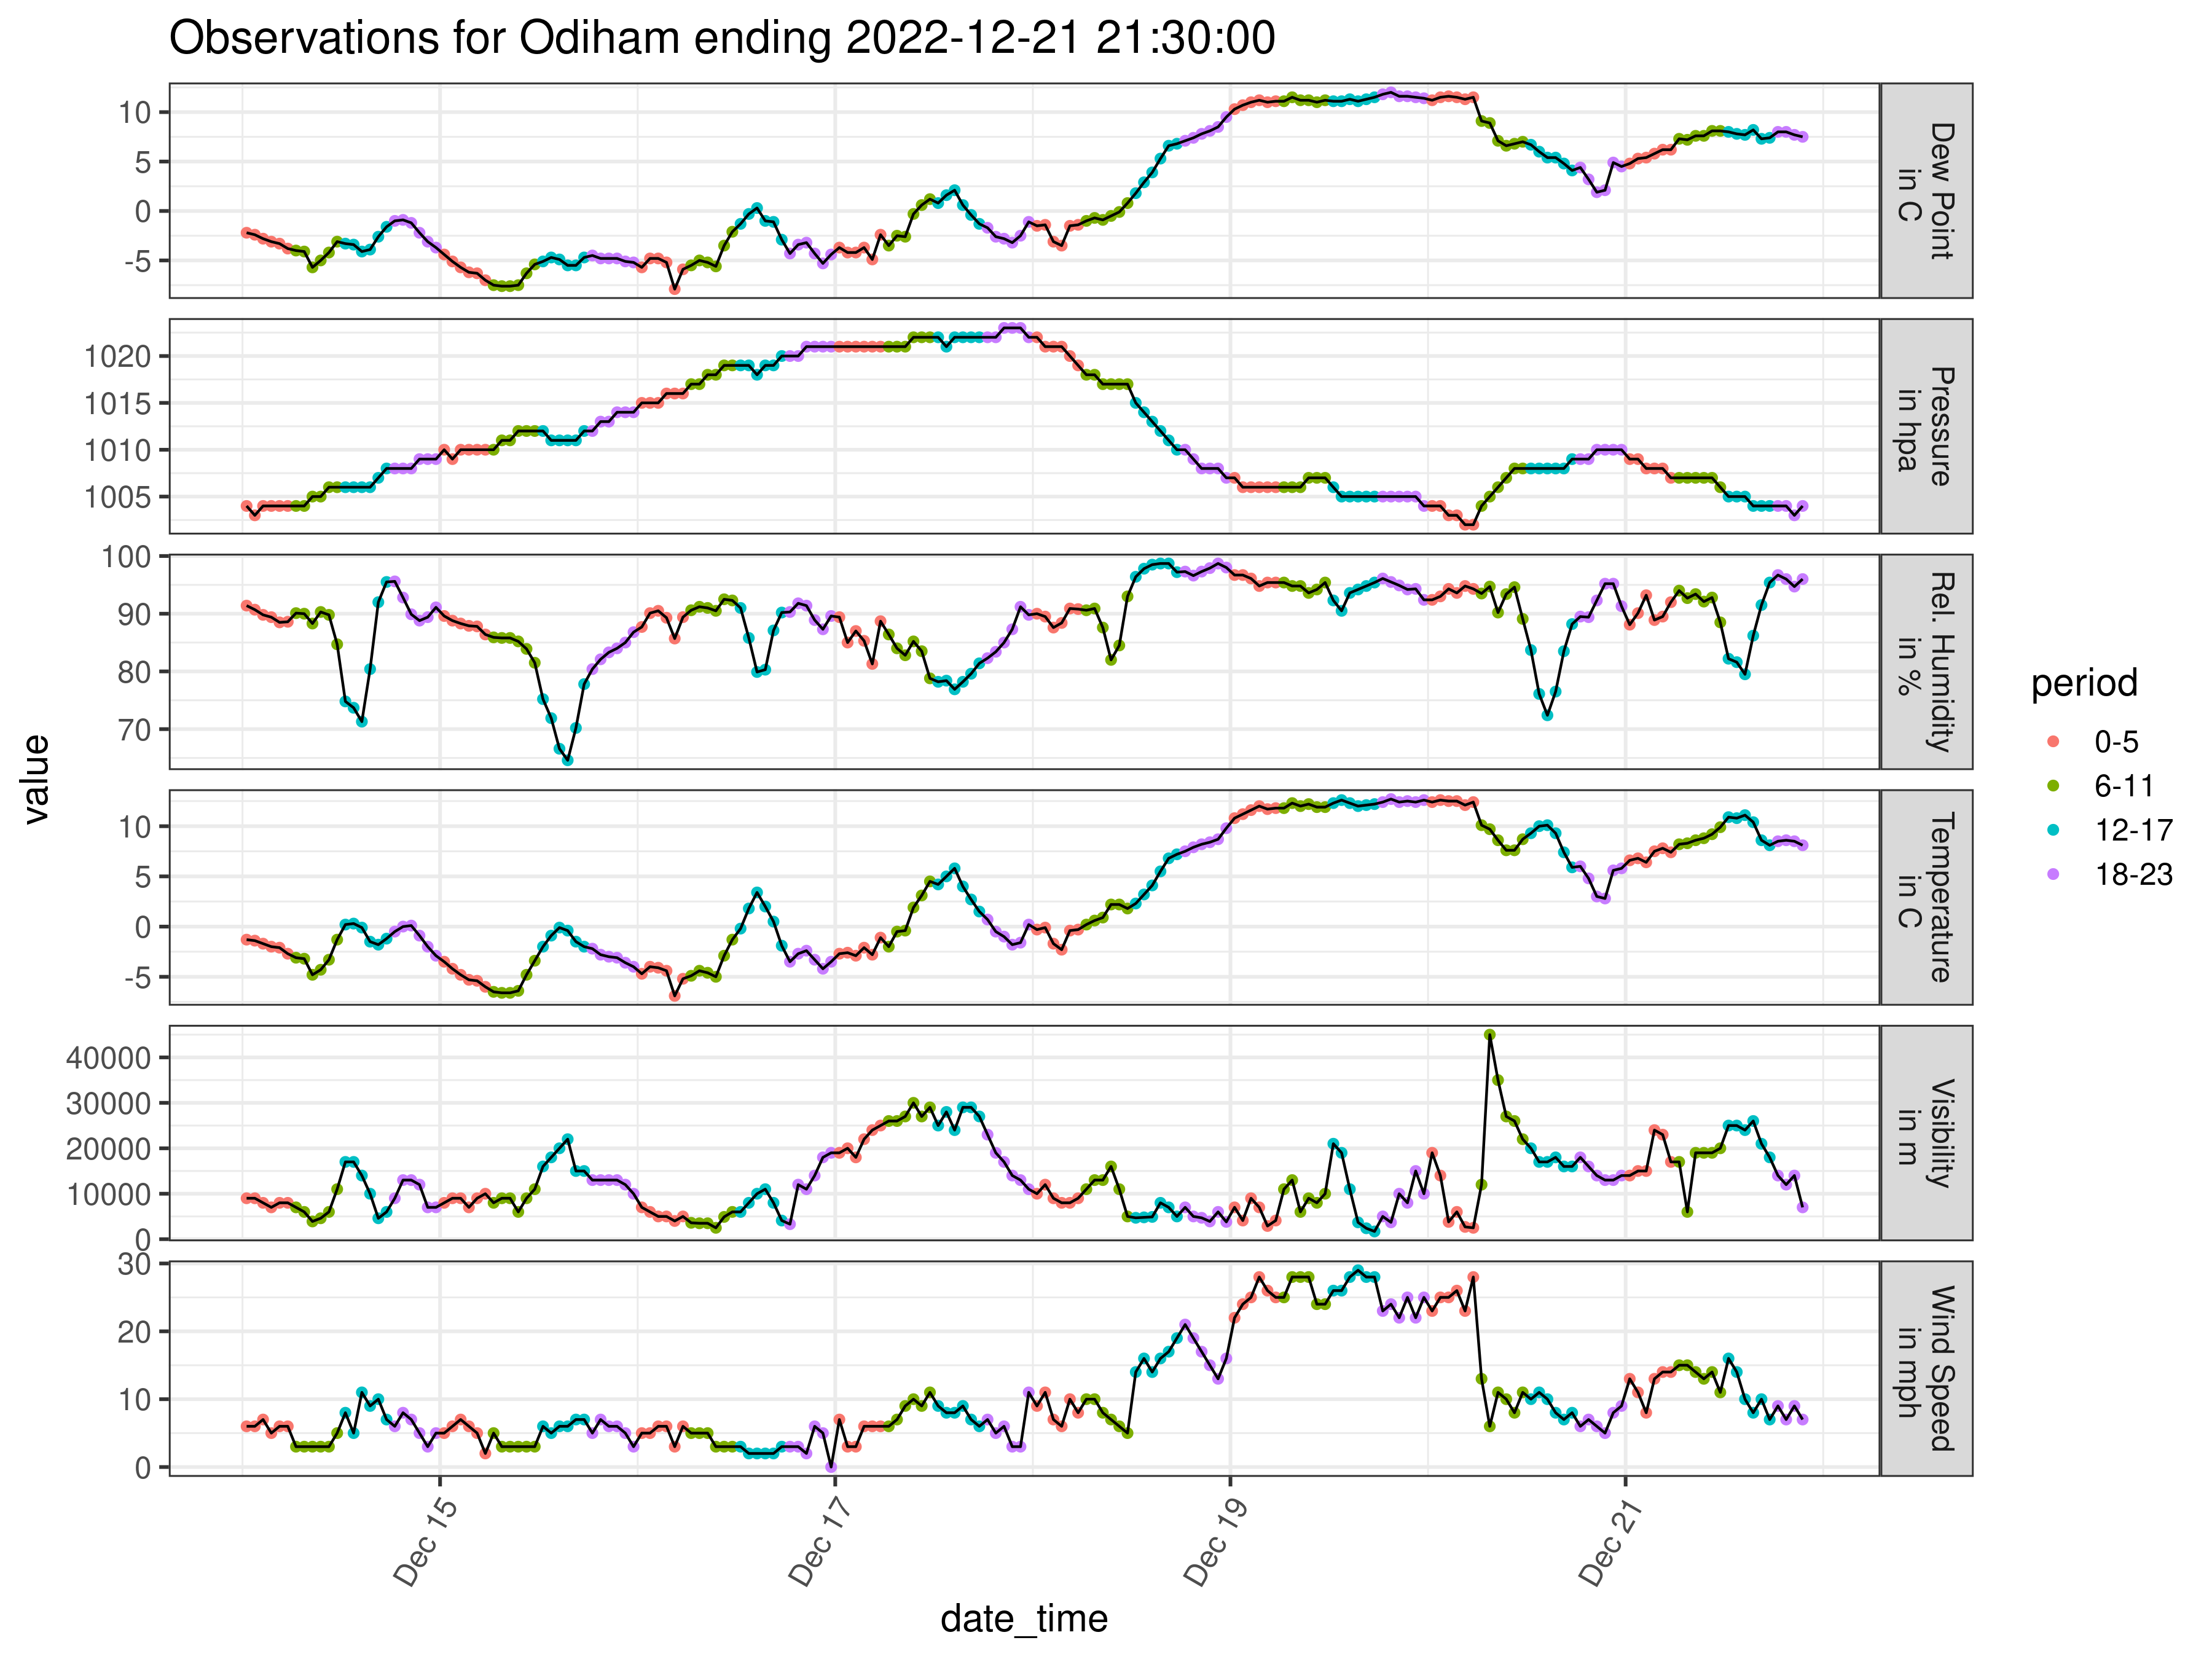 Observations for Odiham ending 2022-12-21 21:30:00
10
5
0
-5
Dew Point
in C
1020
1015
1010
1005
Pressure
in hpa
100
90
80
70
Rel. Humidity
in %
10
5
0
-5
Temperature
in C
40000
30000
20000
10000
0
Visibility
in m
30
20
10
0
Wind Speed
in mph
value
Dec 15
Dec 17
Dec 19
Dec 21
date_time
period
0-5
6-11
12-17
18-23